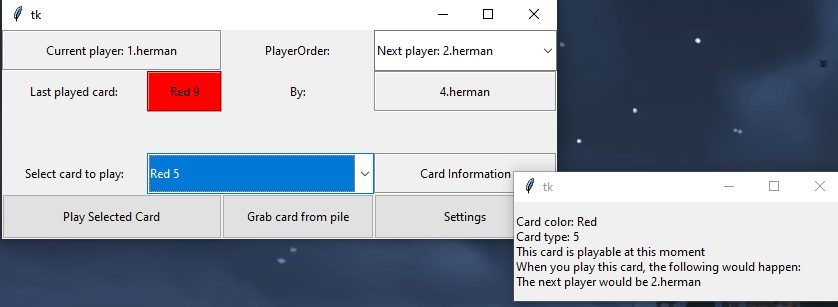 tk
Current player: 1.herman
PlayerOrder:
Next player: 2.herman
Last played card:
Red 9
By:
4.herman
Select card to play:
Red 5
Card Information
Play Selected Card
Grab card from pile
Settings
tk
Card color: Red
Card type: 5
This card is playable at this moment
When you play this card, the following would happen:
The next player would be 2.herman